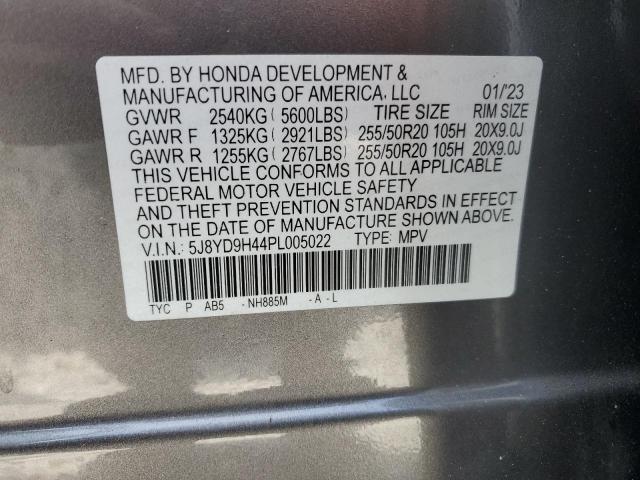 MFD. BY HONDA DEVELOPMENT &
MANUFACTURING OF AMERICA, LLC 01/'23
GVWR 2540KG ( 5600LBS) TIRE SIZE RIM SIZE
GAWR F 1325KG ( 2921LBS) 255/50R20 105H 20X9.0J
GAWR R 1255KG ( 2767LBS) 255/50R20 105H 20X9.0J
THIS VEHICLE CONFORMS TO ALL APPLICABLE
FEDERAL MOTOR VEHICLE SAFETY
AND THEFT PREVENTION STANDARDS IN EFFECT
ON THE DATE OF MANUFACTURE SHOWN ABOVE.
V.I.N.: 5J8YD9H44PL005022 TYPE: MPV
TYC P AB5 -NH885M -A-L